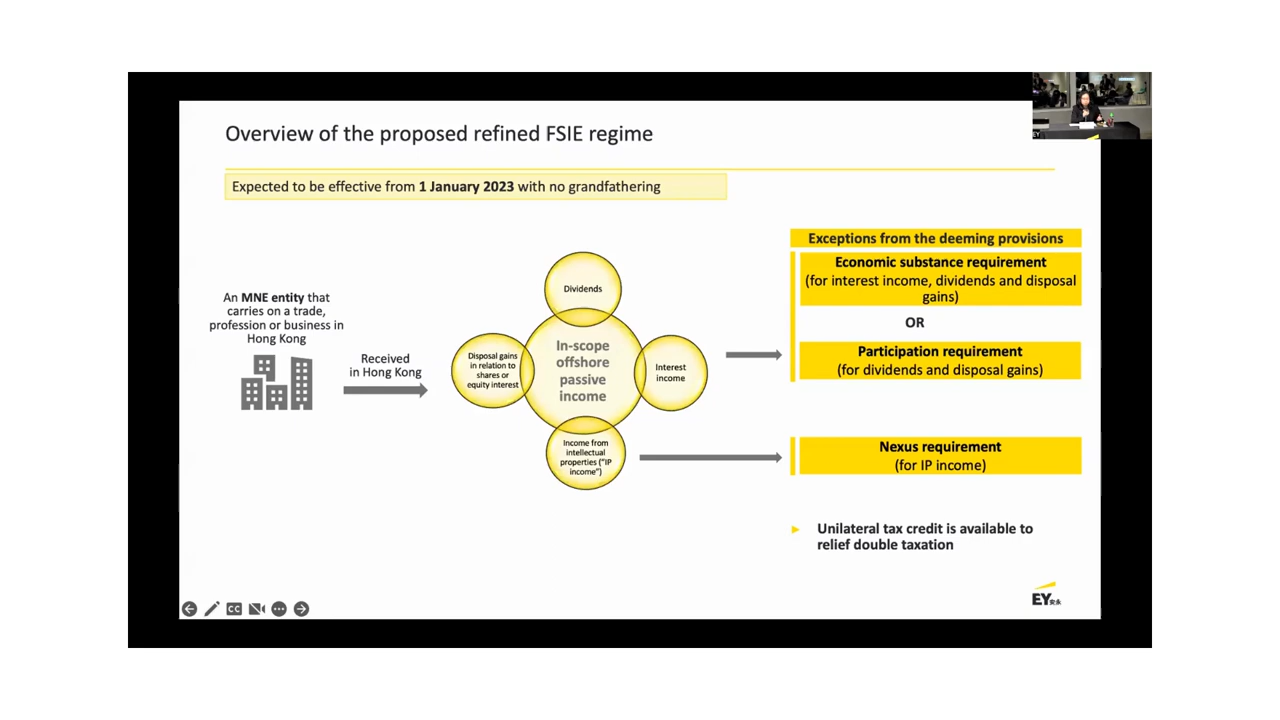 Overview of the proposed refined FSIE regime
Expected to be effective from 1 January 2023 with no grandfathering
An MNE entity that
carries on a trade,
profession or business in
Hong Kong
Received
in Hong Kong
Dividends
Disposal gains
in relation to
shares or
equity interest
In-scope
offshore
passive
income
Interest
income
Income from
intellectual
properties ("IP
income")
Exceptions from the deeming provisions
Economic substance requirement
(for interest income, dividends and disposal
gains)
OR
Participation requirement
(for dividends and disposal gains)
Nexus requirement
(for IP income)
Unilateral tax credit is available to
relief double taxation
CC
EY安永
EY